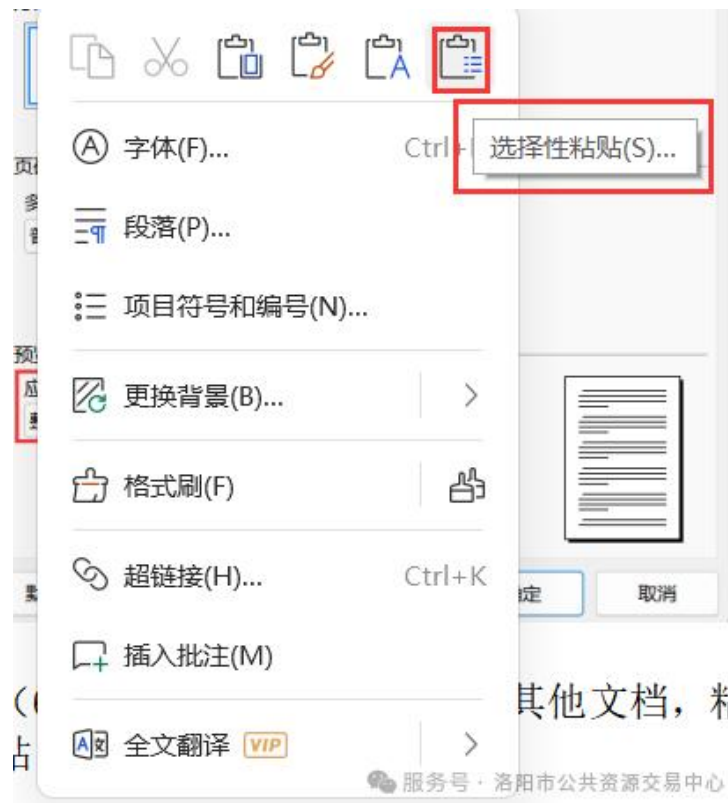 选择性粘贴(S)...
字体(F)... Ctrl+
段落(P)...
项目符号和编号(N)...
更换背景(B)...
格式刷(F)
超链接(H)... Ctrl+K
取消
插入批注(M)
其他文档，
全文翻译 VIP
服务号 · 洛阳市公共资源交易中心